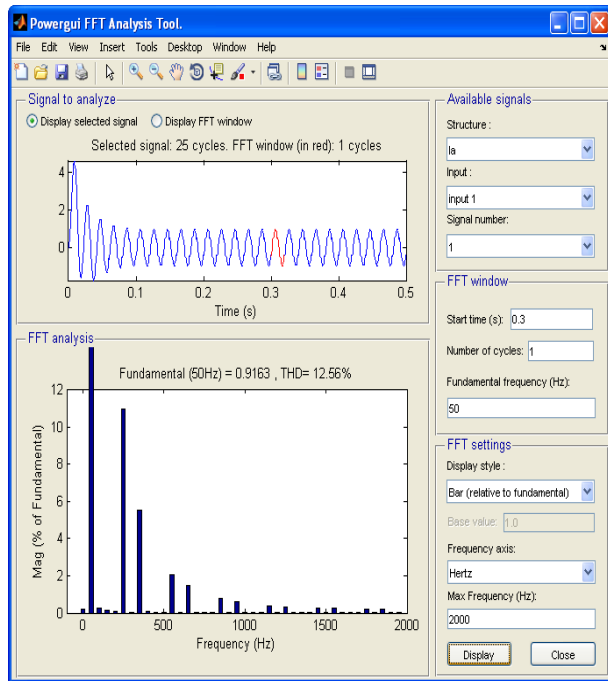 Powergui FFT Analysis Tool.
File Edit View Insert Tools Desktop Window Help
Signal to analyze
Display selected signal Display FFT window
Selected signal: 25 cycles. FFT window (in red): 1 cycles
4
2
0
0 0.1 0.2 0.3 0.4 0.5
Time (s)
FFT analysis
Fundamental (50Hz) = 0.9163 , THD= 12.56%
12
10
8
6
4
2
0
Mag (% of Fundamental)
0 500 1000 1500 2000
Frequency (Hz)
Available signals
Structure :
Ia
Input :
input 1
Signal number:
1
FFT window
Start time (s): 0.3
Number of cycles: 1
Fundamental frequency (Hz):
50
FFT settings
Display style :
Bar (relative to fundamental)
Base value: 1.0
Frequency axis:
Hertz
Max Frequency (Hz):
2000
Display Close